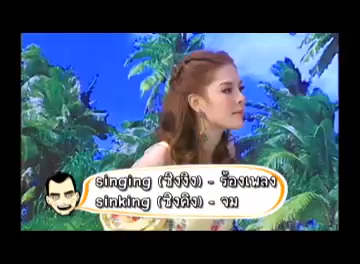 singing (ซิงงิง) - ร้องเพลง
sinking (ซิงคิง) - จม